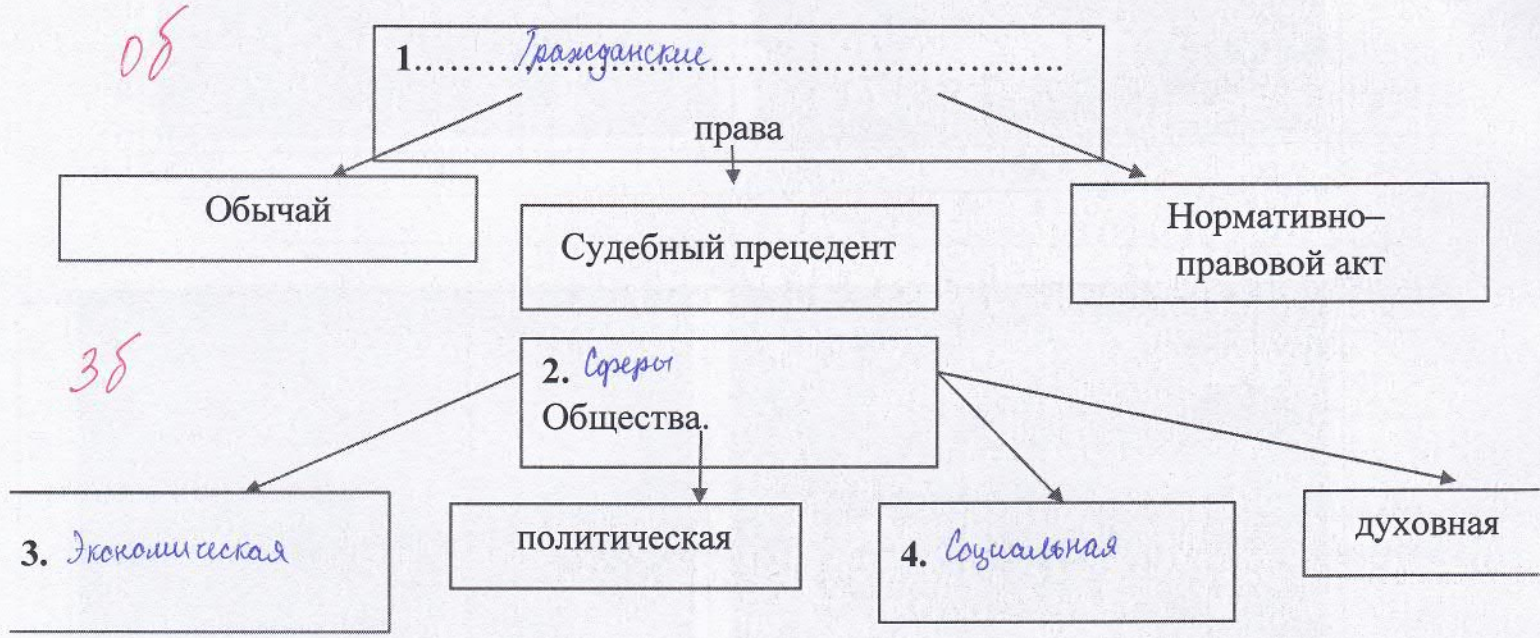 0б
1. Гражданские
права
Обычай
Судебный прецедент
Нормативно–
правовой акт
3б
2. Сферы
Общества.
3. Экономическая
политическая
4. Социальная
духовная